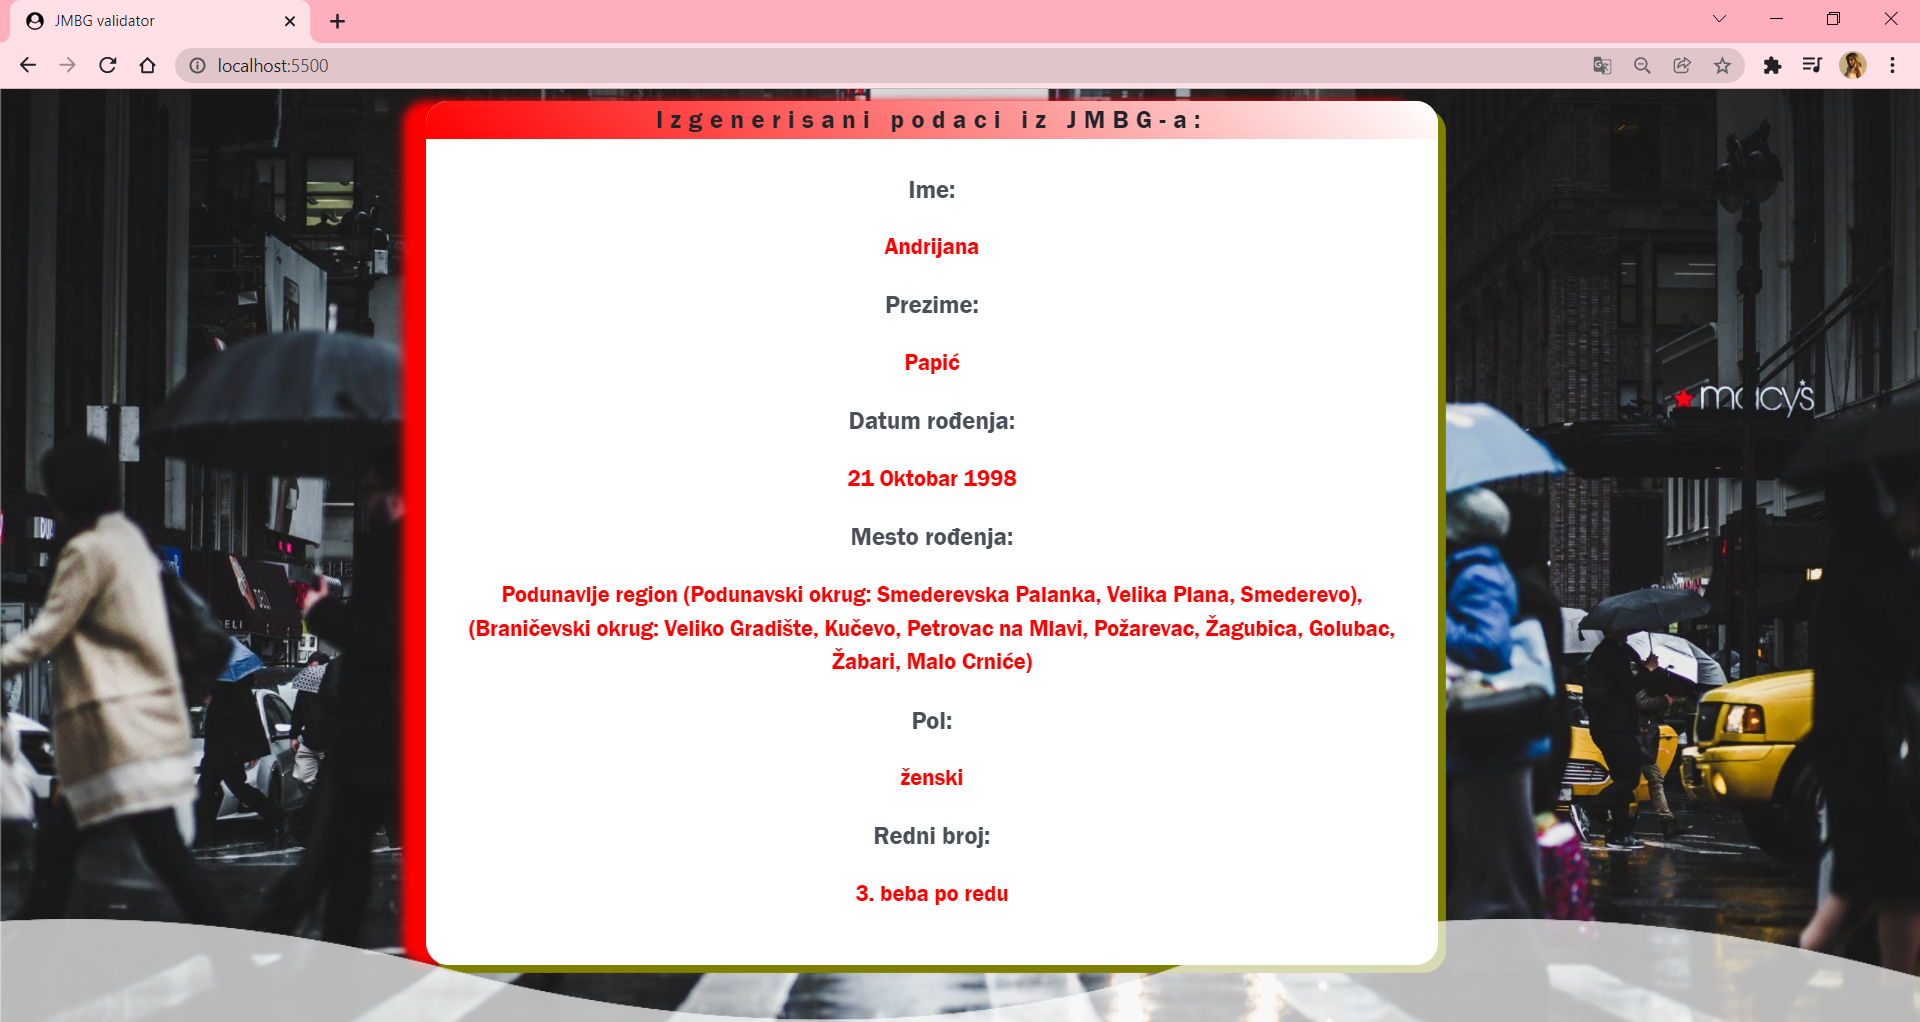 JMBG validator
localhost:5500
Izgenerisani podaci iz JMBG-a:
Ime:
Andrijana
Prezime:
Papić
Datum rođenja:
21 Oktobar 1998
Mesto rođenja:
Podunavlje region (Podunavski okrug: Smederevska Palanka, Velika Plana, Smederevo),
(Braničevski okrug: Veliko Gradište, Kučevo, Petrovac na Mlavi, Požarevac, Žagubica, Golubac,
Žabari, Malo Crniće)
Pol:
ženski
Redni broj:
3. beba po redu
macy's
DELI